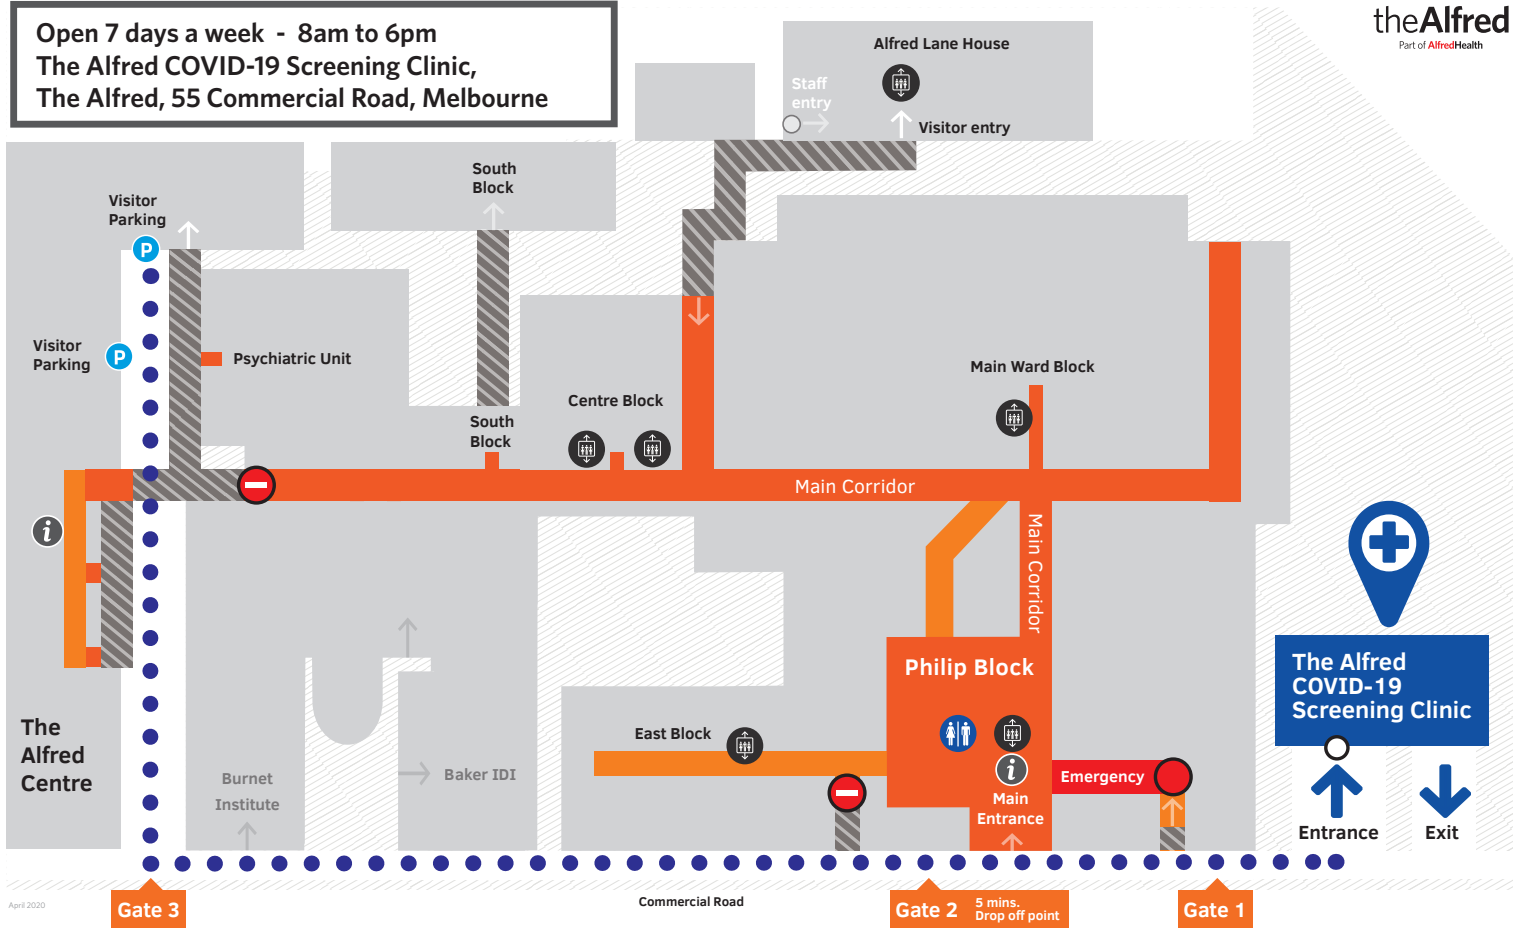 Open 7 days a week - 8am to 6pm
The Alfred COVID-19 Screening Clinic,
The Alfred, 55 Commercial Road, Melbourne
theAlfred
Part of AlfredHealth
Alfred Lane House
Staff
entry
Visitor entry
South
Block
Visitor
Parking
P
Visitor
Parking
P
Psychiatric Unit
Main Ward Block
Centre Block
South
Block
Main Corridor
i
Main Corridor
Philip Block
The Alfred
COVID-19
Screening Clinic
The
Alfred
Centre
East Block
i
Emergency
Main
Entrance
Burnet
Institute
Baker IDI
Entrance
Exit
April 2020
Commercial Road
Gate 3
Gate 2
5 mins.
Drop off point
Gate 1